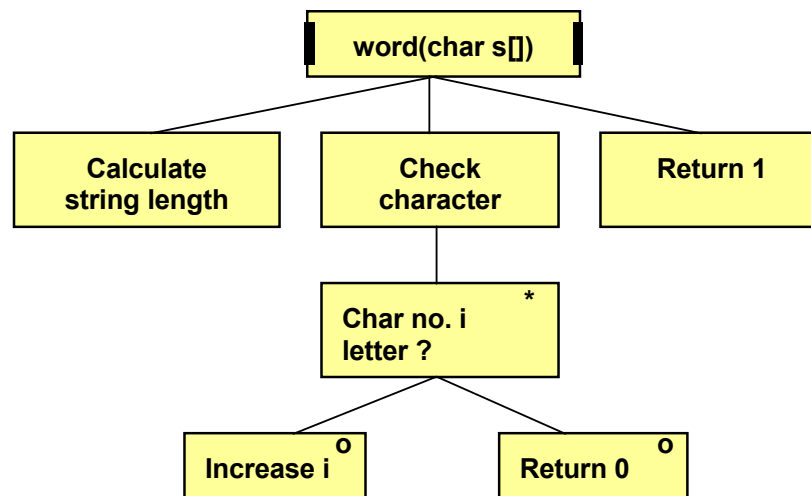 word(char s[])
Calculate
string length
Check
character
Return 1
*
Char no. i
letter ?
o
Increase i
o
Return 0